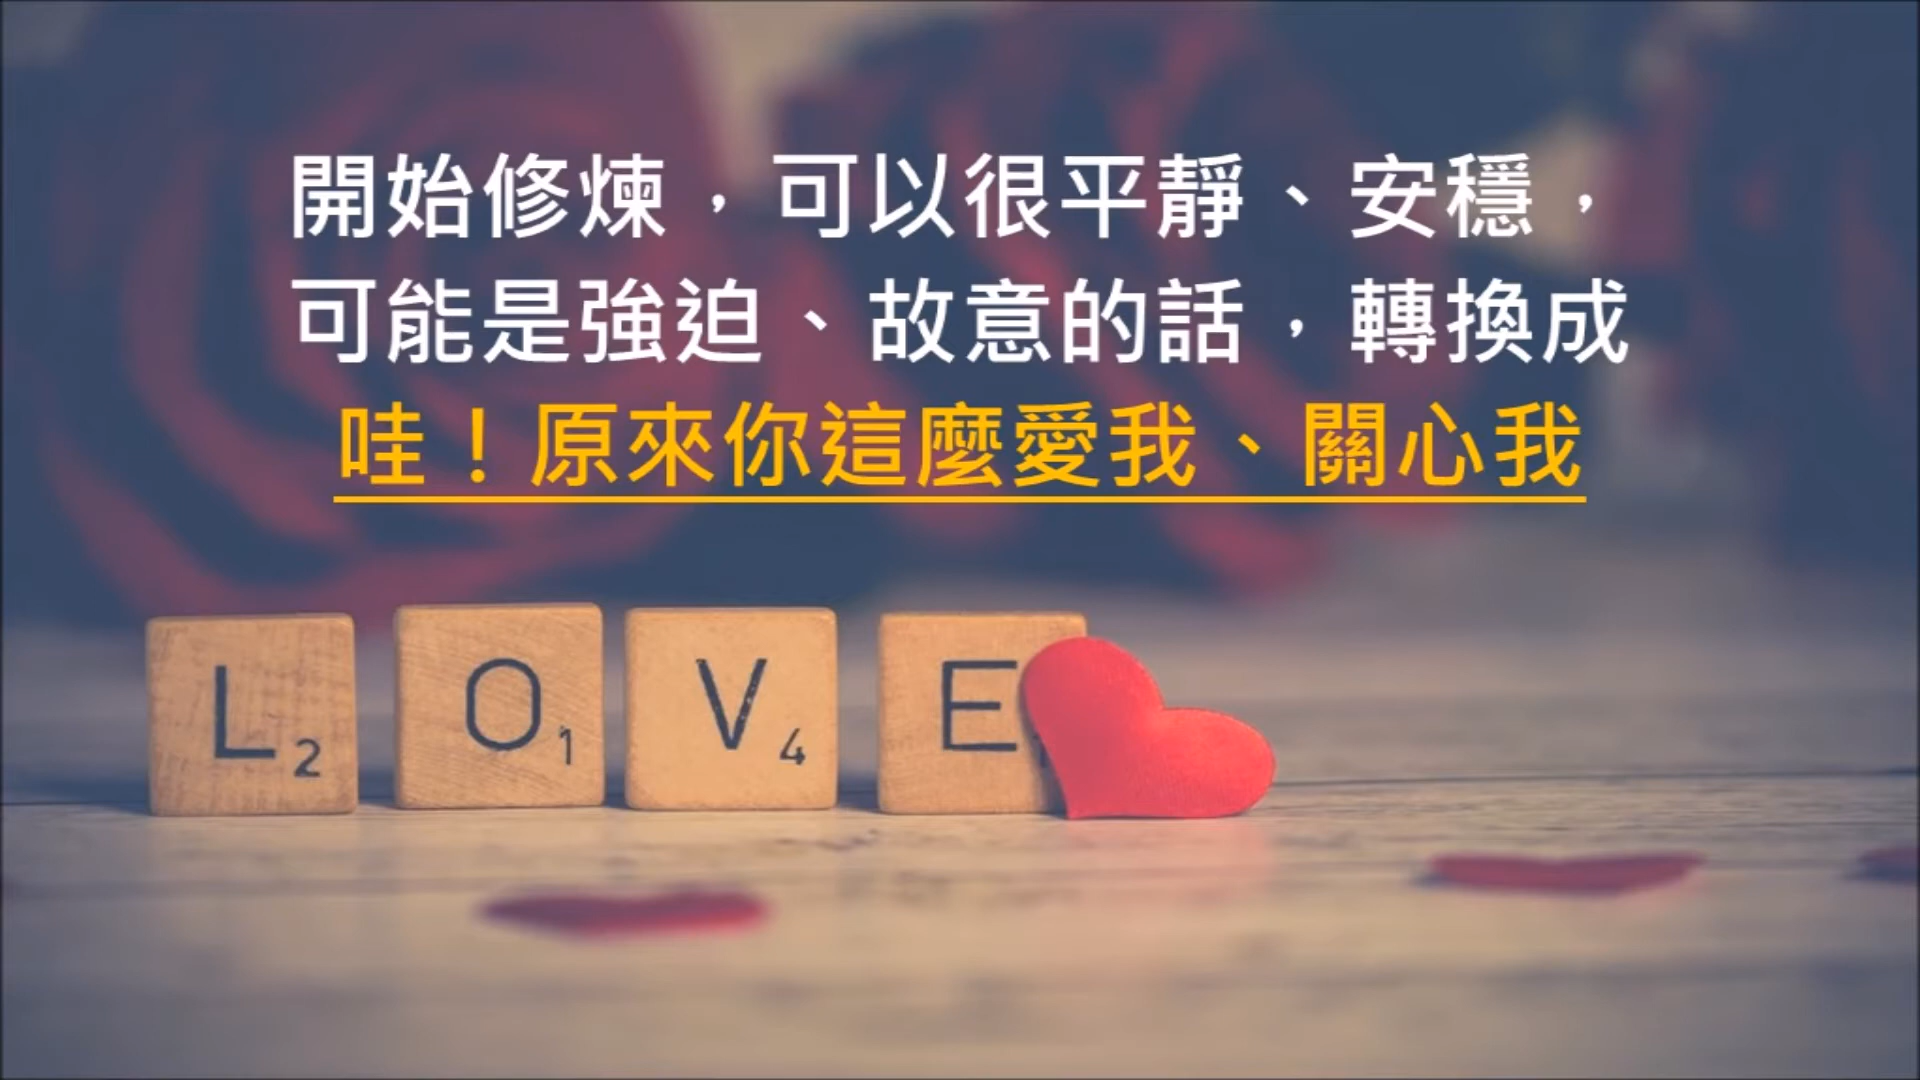 開始修煉，可以很平靜、安穩，
可能是強迫、故意的話，轉換成
哇！原來你這麼愛我、關心我
L2 O1 V4 E